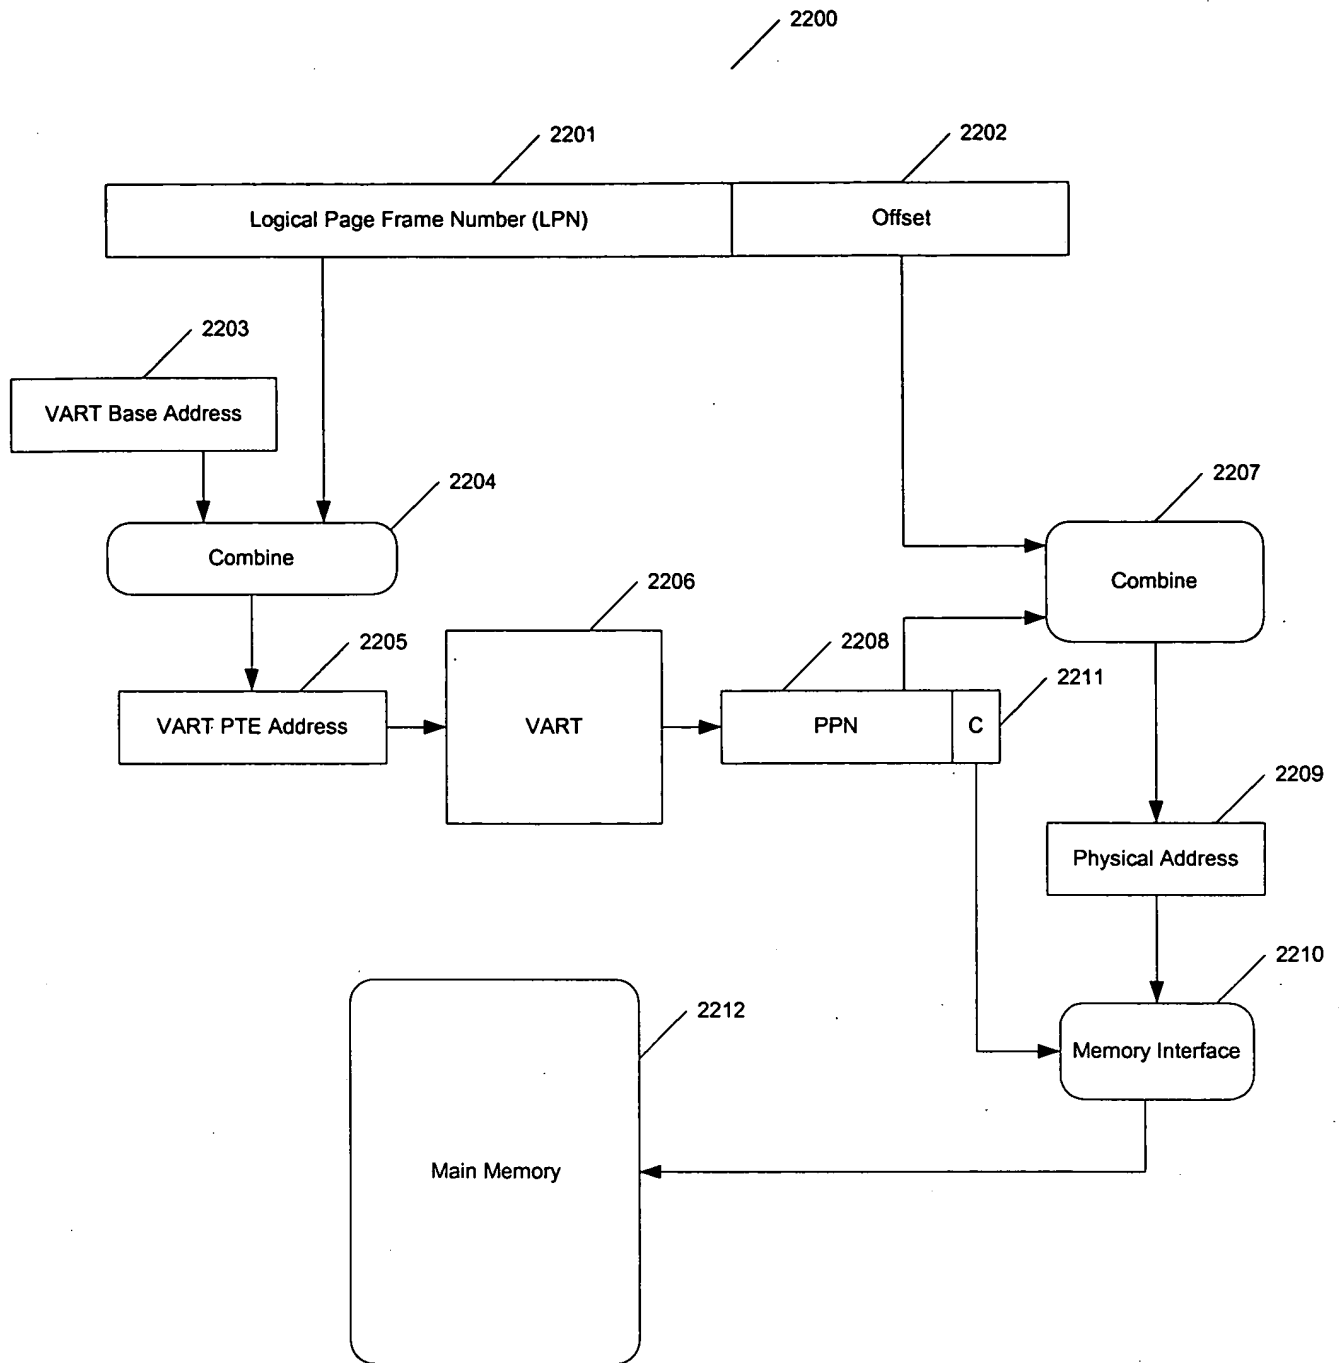 2200
2201
2202
Logical Page Frame Number (LPN)
Offset
2203
VART Base Address
2204
2207
Combine
Combine
2206
2205
2208
2211
VART PTE Address
VART
PPN
C
2209
Physical Address
2210
2212
Memory Interface
Main Memory